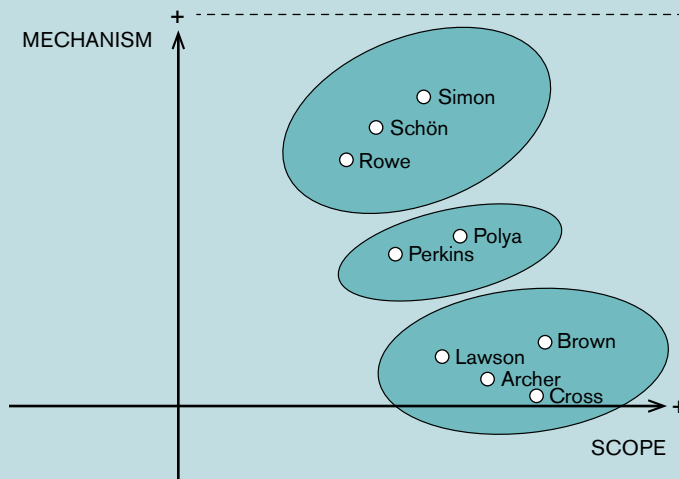 +
MECHANISM
Simon
Schön
Rowe
Polya
Perkins
Brown
Lawson
Archer
Cross
+
SCOPE